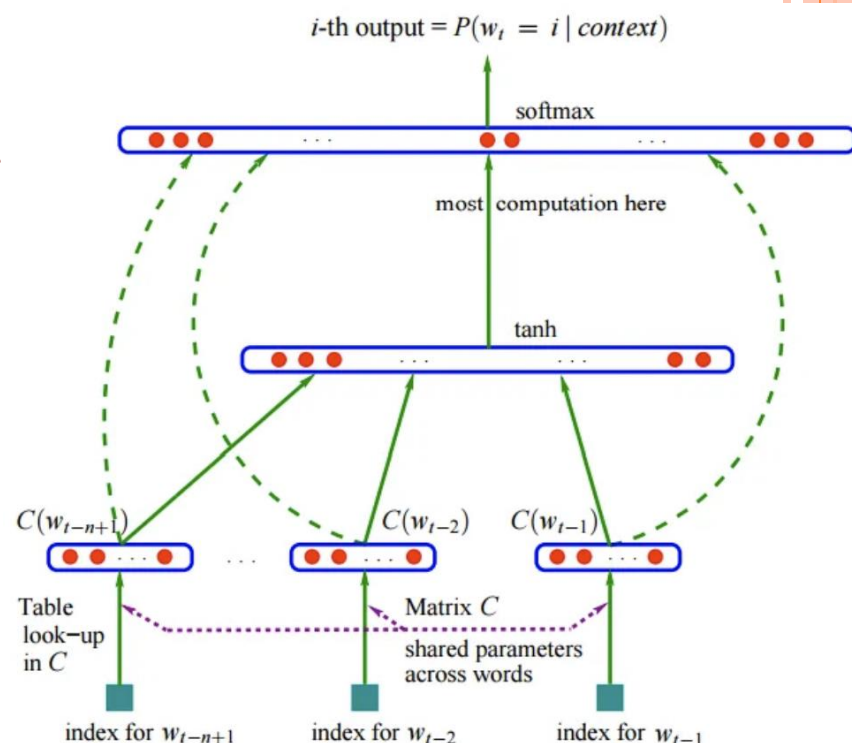 i-th output = P(w_t = i | context)
softmax
. . . . . .
most computation here
tanh
. . . . . .
C(w_{t−n+1}) C(w_{t−2}) C(w_{t−1})
. . . . . . . . . . . .
Table
look−up
in C
Matrix C
shared parameters
across words
index for w_{t−n+1} index for w_{t−2} index for w_{t−1}